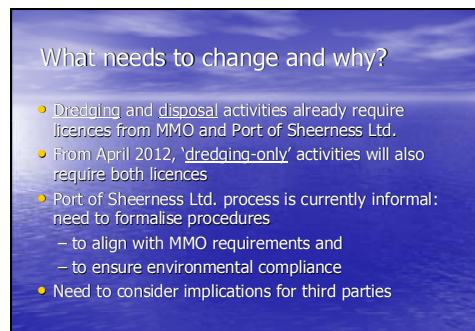 What needs to change and why?
• Dredging and disposal activities already require
licences from MMO and Port of Sheerness Ltd.
• From April 2012, ‘dredging-only’ activities will also
require both licences
• Port of Sheerness Ltd. process is currently informal:
need to formalise procedures
– to align with MMO requirements and
– to ensure environmental compliance
• Need to consider implications for third parties